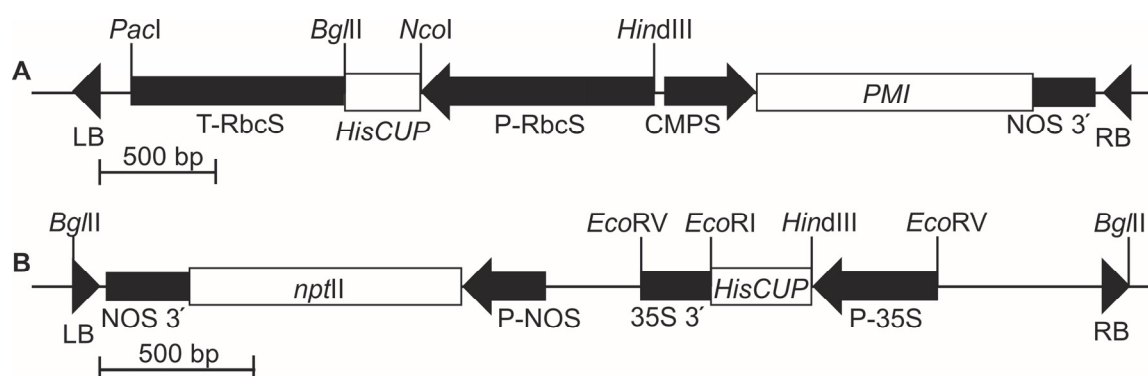 PacI BglII NcoI HindIII
A
PMI
LB T-RbcS HisCUP P-RbcS CMPS NOS 3´ RB
500 bp
BglII EcoRV EcoRI HindIII EcoRV BglII
B
nptII HisCUP
LB NOS 3´ P-NOS 35S 3´ P-35S RB
500 bp